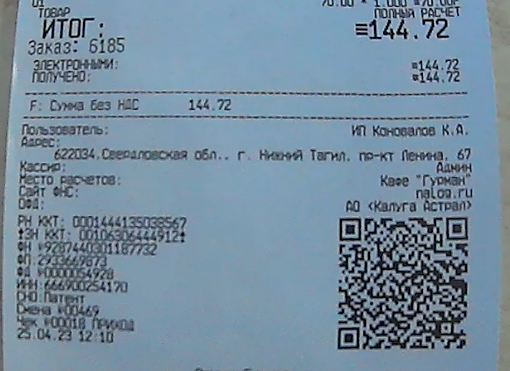 01 70.00 * 1.000 =70.00Р
ТОВАР ПОЛНЫЙ РАСЧЕТ
ИТОГ: ≡144.72
Заказ: 6185
ЭЛЕКТРОННЫМИ: ≡144.72
ПОЛУЧЕНО: ≡144.72
F: Сумма без НДС 144.72
Пользователь: ИП Коновалов К.А.
Адрес:
622034,Свердловская обл., г. Нижний Тагил, пр-кт Ленина, 67
Кассир: Админ
Место расчетов: Кафе "Гурман"
Сайт ФНС: nalog.ru
ОФД: АО <Калуга Астрал>
РН ККТ: 0001444135038567
ЗН ККТ: 00106306444912
ФН #9287440301187732
ФП: 2933669873
ФД #0000054928
ИНН:666900254170
СНО:Патент
Смена #00469
Чек #00018 ПРИХОД
25.04.23 12:10